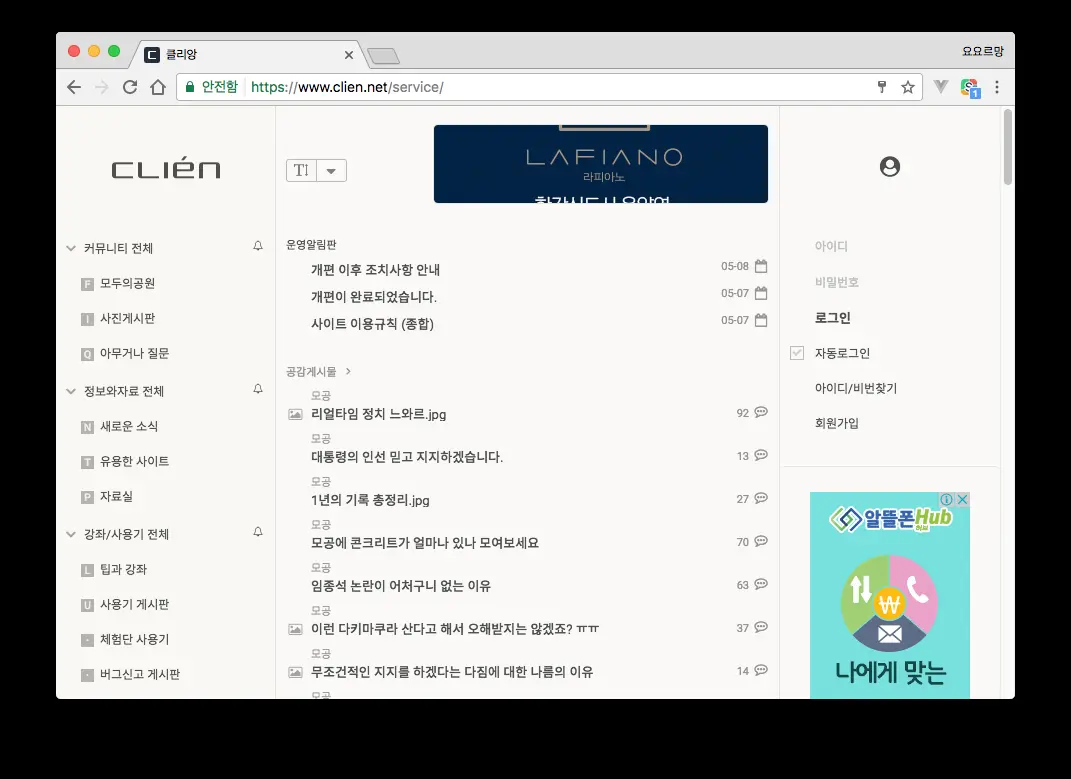 클리앙
요요르망
안전함
https://www.clien.net/service/
CLIÉN
커뮤니티 전체
F 모두의공원
I 사진게시판
Q 아무거나 질문
정보와자료 전체
N 새로운 소식
T 유용한 사이트
P 자료실
강좌/사용기 전체
L 팁과 강좌
U 사용기 게시판
· 체험단 사용기
· 버그신고 게시판
LAFIANO
라피아노
운영알림판
개편 이후 조치사항 안내 05-08
개편이 완료되었습니다. 05-07
사이트 이용규칙 (종합) 05-07
공감게시물 >
모공
리얼타임 정치 느와르.jpg 92
모공
대통령의 인선 믿고 지지하겠습니다. 13
모공
1년의 기록 총정리.jpg 27
모공
모공에 콘크리트가 얼마나 있나 모여보세요 70
모공
임종석 논란이 어처구니 없는 이유 63
모공
이런 다키마쿠라 산다고 해서 오해받지는 않겠죠? ㅠㅠ 37
모공
무조건적인 지지를 하겠다는 다짐에 대한 나름의 이유 14
모공
아이디
비밀번호
로그인
자동로그인
아이디/비번찾기
회원가입
알뜰폰Hub
허브
나에게 맞는